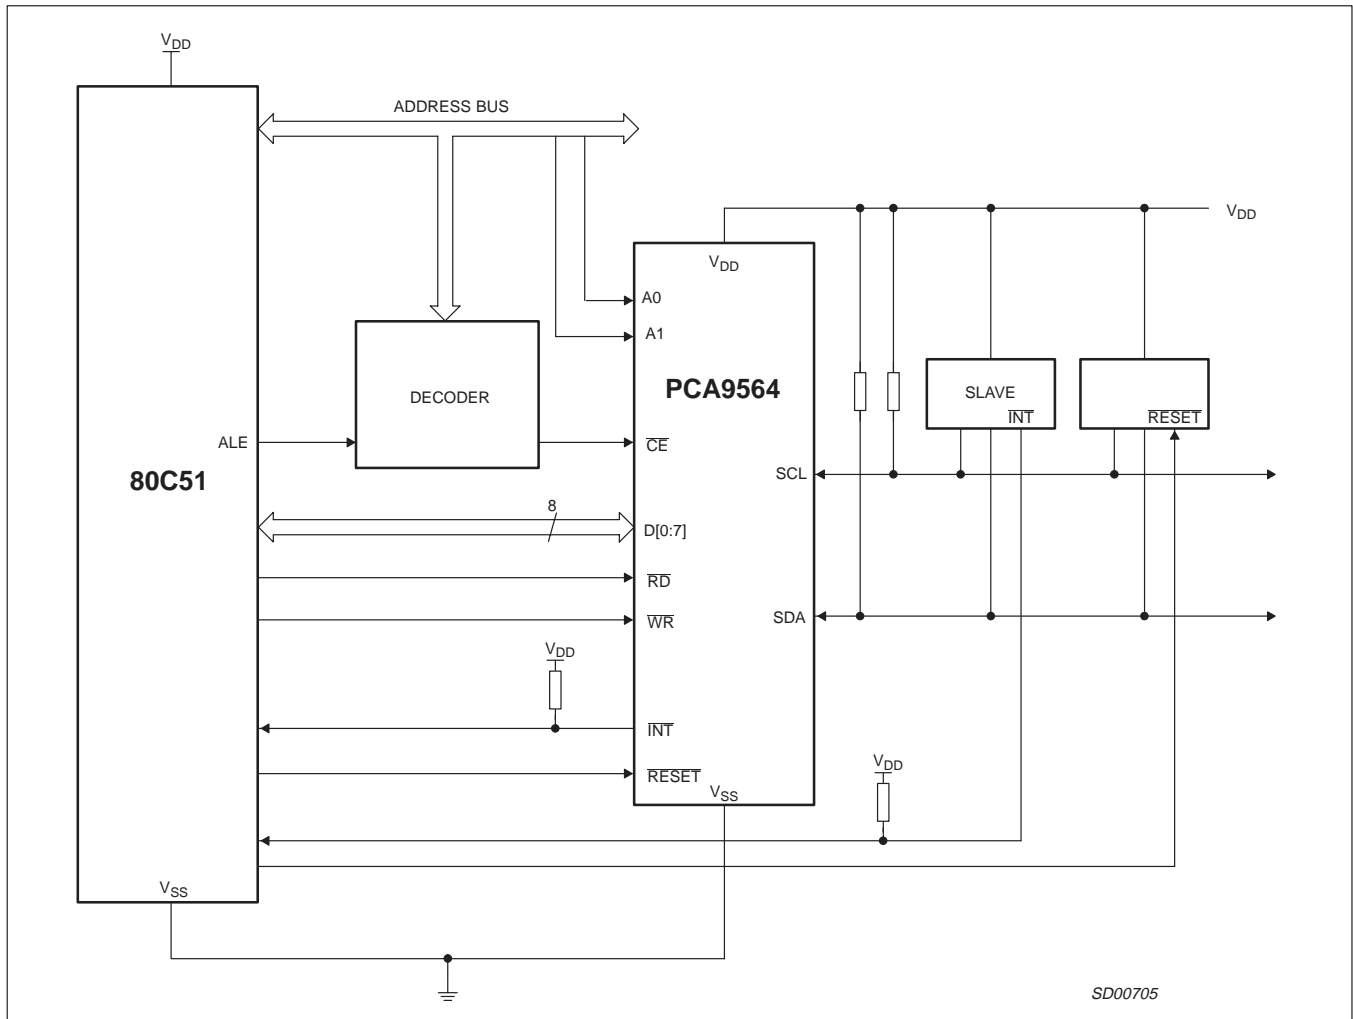 VDD
ADDRESS BUS
VDD
VDD
A0
A1
PCA9564
DECODER
SLAVE
INT
RESET
ALE
CE
80C51
SCL
8
D[0:7]
RD
WR
SDA
VDD
INT
VDD
RESET
VSS
VSS
SD00705